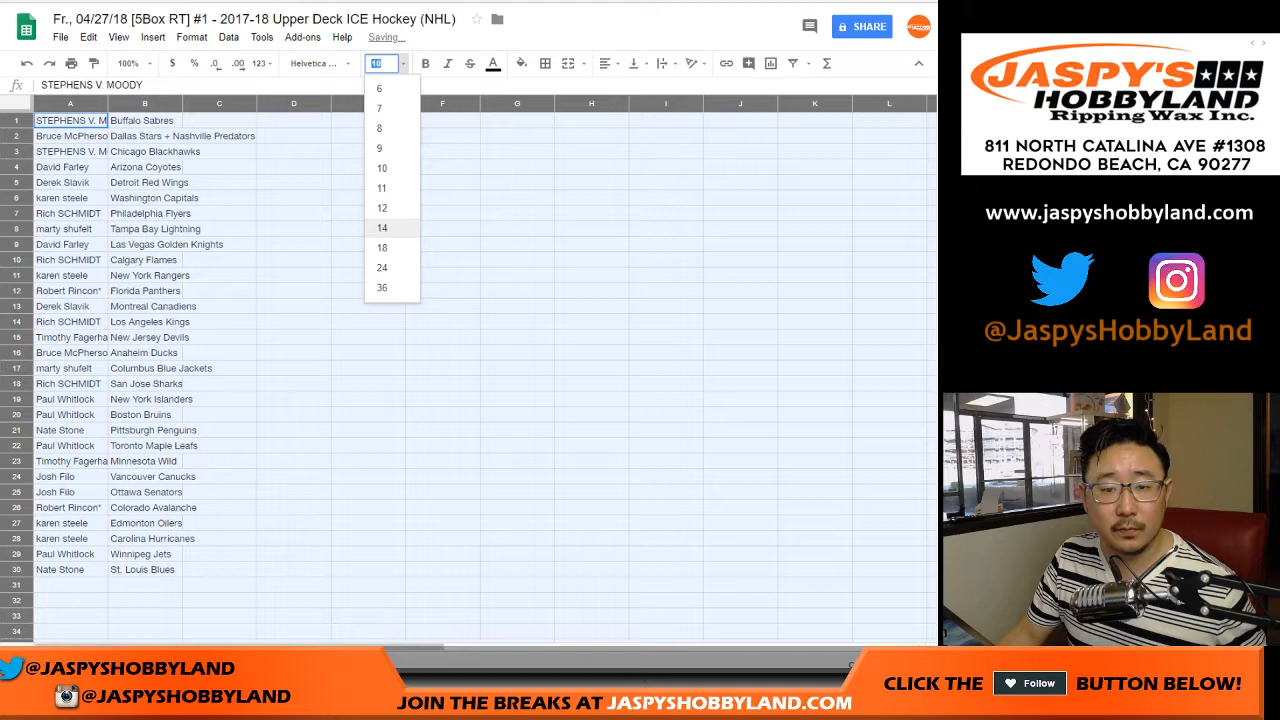 Fr., 04/27/18 [5Box RT] #1 - 2017-18 Upper Deck ICE Hockey (NHL)
File Edit View Insert Format Data Tools Add-ons Help Saving...
SHARE
100% $ % .0 .00 123 Helvetica ... 10 B I S A
fx STEPHENS V. MOODY
A B C D F G H I J K L
1 STEPHENS V. M Buffalo Sabres
2 Bruce McPherso Dallas Stars + Nashville Predators
3 STEPHENS V. M Chicago Blackhawks
4 David Farley Arizona Coyotes
5 Derek Slavik Detroit Red Wings
6 karen steele Washington Capitals
7 Rich SCHMIDT Philadelphia Flyers
8 marty shufelt Tampa Bay Lightning
9 David Farley Las Vegas Golden Knights
10 Rich SCHMIDT Calgary Flames
11 karen steele New York Rangers
12 Robert Rincon* Florida Panthers
13 Derek Slavik Montreal Canadiens
14 Rich SCHMIDT Los Angeles Kings
15 Timothy Fagerha New Jersey Devils
16 Bruce McPherso Anaheim Ducks
17 marty shufelt Columbus Blue Jackets
18 Rich SCHMIDT San Jose Sharks
19 Paul Whitlock New York Islanders
20 Paul Whitlock Boston Bruins
21 Nate Stone Pittsburgh Penguins
22 Paul Whitlock Toronto Maple Leafs
23 Timothy Fagerha Minnesota Wild
24 Josh Filo Vancouver Canucks
25 Josh Filo Ottawa Senators
26 Robert Rincon* Colorado Avalanche
27 karen steele Edmonton Oilers
28 karen steele Carolina Hurricanes
29 Paul Whitlock Winnipeg Jets
30 Nate Stone St. Louis Blues
31
32
33
34
6
7
8
9
10
11
12
14
18
24
36
JASPY'S
HOBBYLAND
Ripping Wax Inc.
811 NORTH CATALINA AVE #1308
REDONDO BEACH, CA 90277
www.jaspyshobbyland.com
@JaspysHobbyLand
@JASPYSHOBBYLAND
@JASPYSHOBBYLAND
JOIN THE BREAKS AT JASPYSHOBBYLAND.COM
CLICK THE Follow BUTTON BELOW!